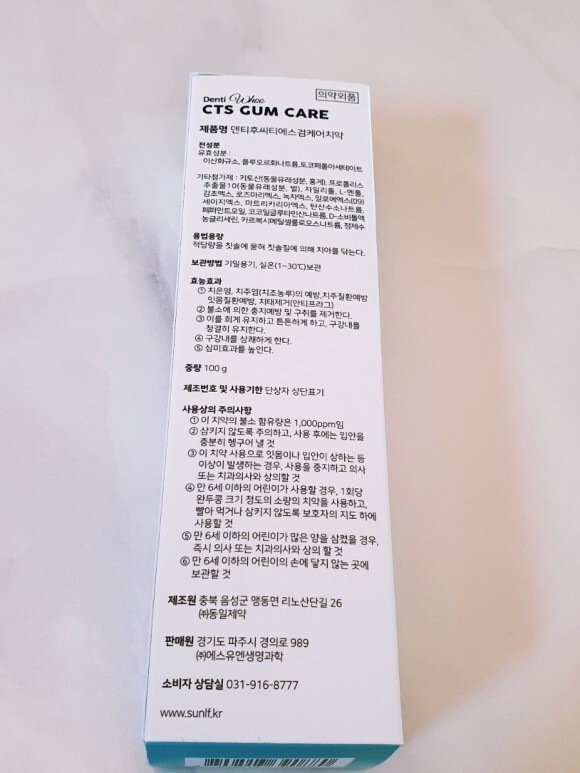 Denti Whoo
의약외품
CTS GUM CARE
제품명 덴티후씨티에스검케어치약
전성분
유효성분 :
이산화규소, 플루오르화나트륨, 토코페롤아세테이트
기타첨가제 : 키토산(동물유래성분, 홍게), 프로폴리스
추출물10(동물유래성분, 벌), 자일리톨, L-멘톨,
감초엑스, 로즈마리엑스, 녹차엑스, 알로에엑스(09)
세이지엑스, 마트리카리아엑스, 탄산수소나트륨,
페퍼민트오일, 코코일글루타민산나트륨, D-소비톨액
농글리세린, 카르복시메틸셀룰로오스나트륨, 정제수
용법용량
적당량을 칫솔에 묻혀 칫솔질에 의해 치아를 닦는다.
보관방법 기밀용기, 실온(1~30℃)보관
효능효과
① 치은염, 치주염(치조농루)의 예방,치주질환예방
잇몸질환예방, 치태제거(안티프라그)
② 불소에 의한 충치예방 및 구취를 제거한다.
③ 이를 희게 유지하고 튼튼하게 하고, 구강내를
청결히 유지한다.
④ 구강내를 상쾌하게 한다.
⑤ 심미효과를 높인다.
중량 100 g
제조번호 및 사용기한 단상자 상단표기
사용상의 주의사항
① 이 치약의 불소 함유량은 1,000ppm임
② 삼키지 않도록 주의하고, 사용 후에는 입안을
충분히 헹구어 낼 것
③ 이 치약 사용으로 잇몸이나 입안이 상하는 등
이상이 발생하는 경우, 사용을 중지하고 의사
또는 치과의사와 상의할 것
④ 만 6세 이하의 어린이가 사용할 경우, 1회당
완두콩 크기 정도의 소량의 치약을 사용하고,
빨아 먹거나 삼키지 않도록 보호자의 지도 하에
사용할 것
⑤ 만 6세 이하의 어린이가 많은 양을 삼켰을 경우,
즉시 의사 또는 치과의사와 상의 할 것
⑥ 만 6세 이하의 어린이의 손에 닿지 않는 곳에
보관할 것
제조원 충북 음성군 맹동면 리노산단길 26
㈜동일제약
판매원 경기도 파주시 경의로 989
㈜에스유엔생명과학
소비자 상담실 031-916-8777
www.sunlf.kr